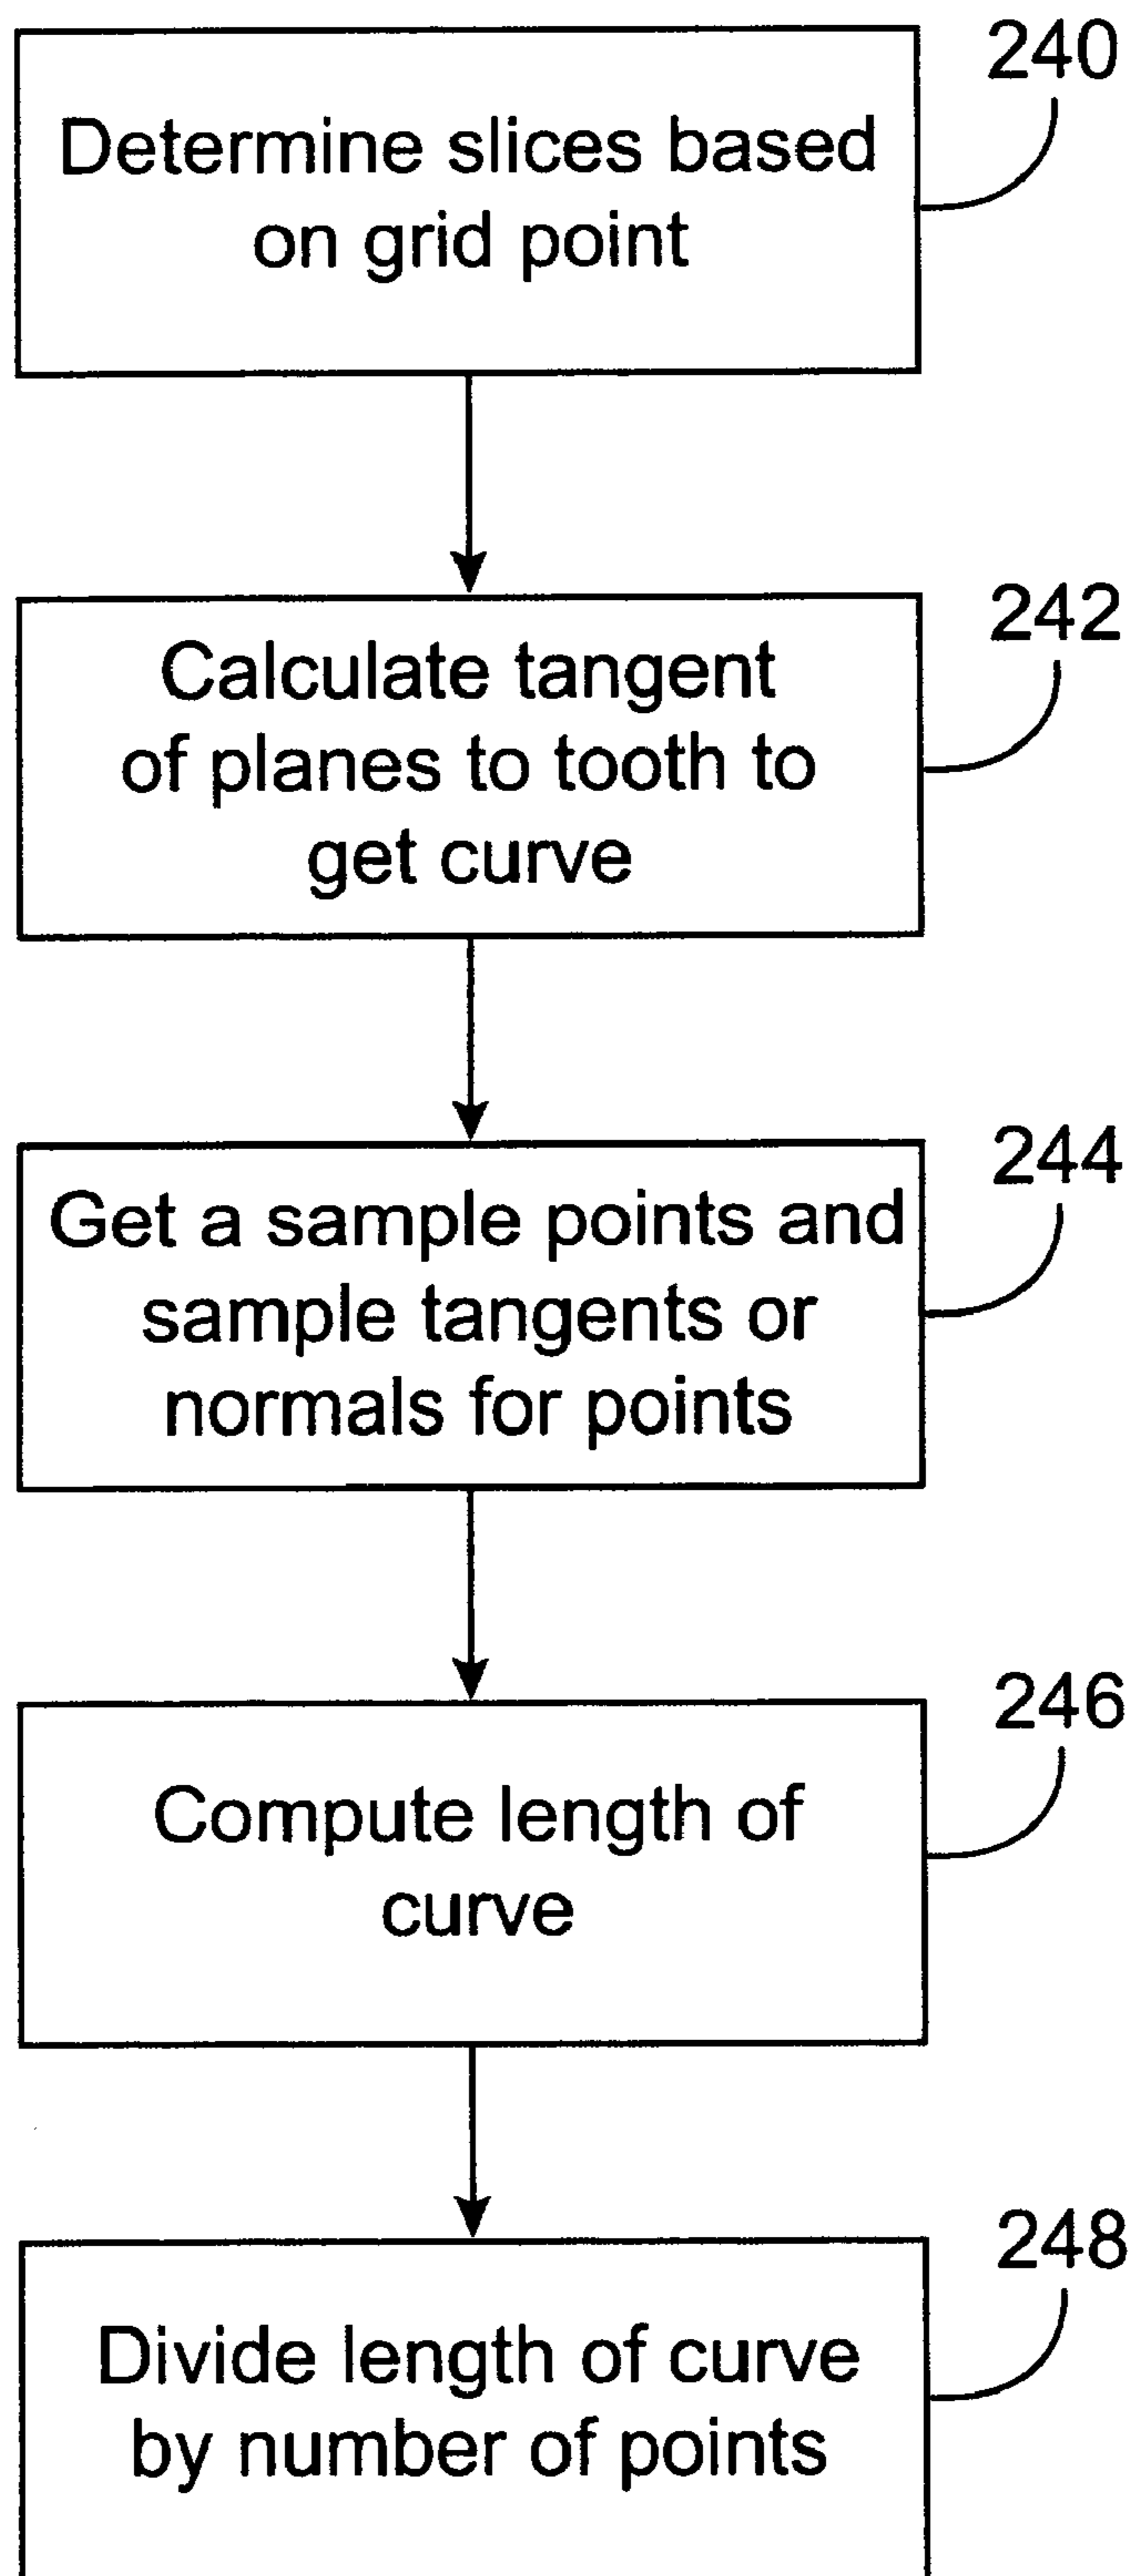 240
Determine slices based
on grid point
242
Calculate tangent
of planes to tooth to
get curve
244
Get a sample points and
sample tangents or
normals for points
246
Compute length of
curve
248
Divide length of curve
by number of points